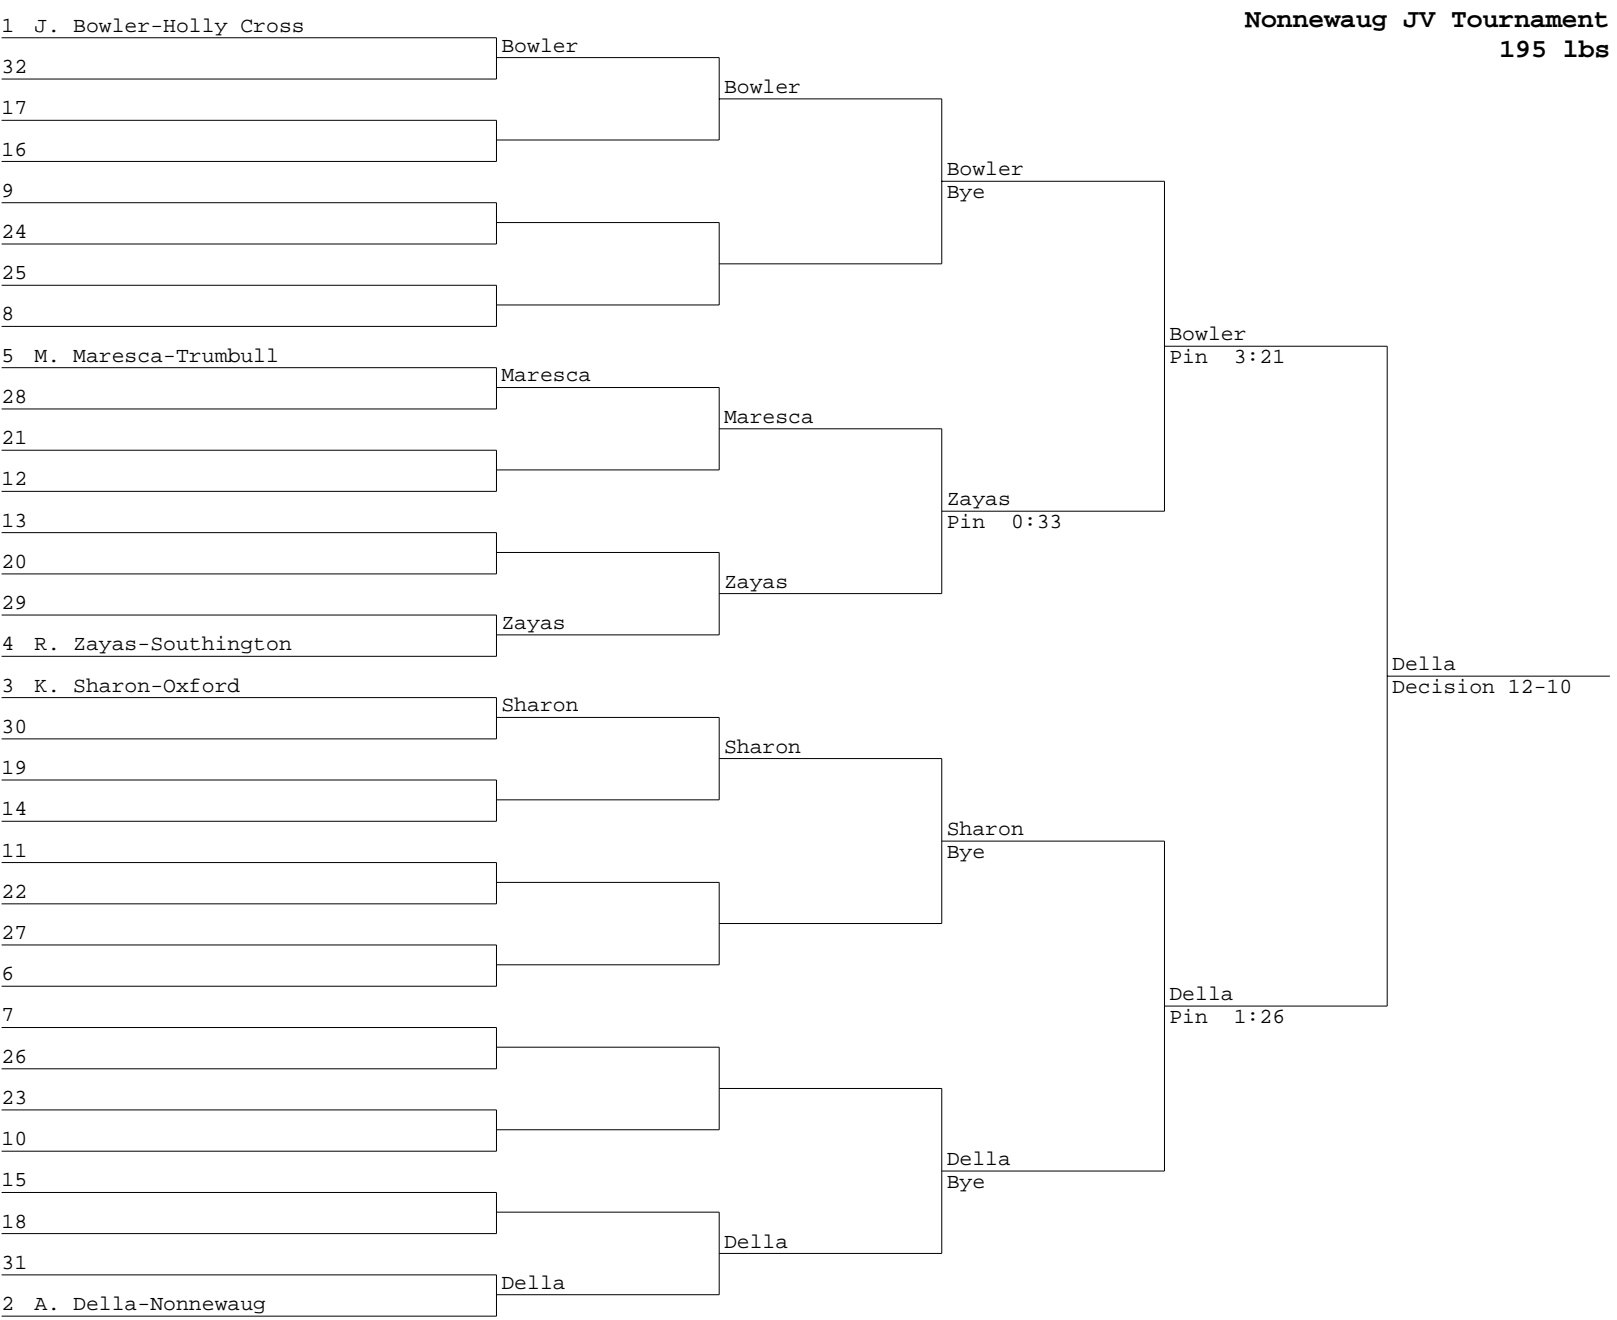 Nonnewaug JV Tournament
195 lbs
1 J. Bowler-Holly Cross
32
17
16
9
24
25
8
5 M. Maresca-Trumbull
28
21
12
13
20
29
4 R. Zayas-Southington
3 K. Sharon-Oxford
30
19
14
11
22
27
6
7
26
23
10
15
18
31
2 A. Della-Nonnewaug
Bowler
Maresca
Zayas
Sharon
Della
Bowler
Maresca
Zayas
Sharon
Della
Bowler
Bye
Zayas
Pin 0:33
Sharon
Bye
Della
Bye
Bowler
Pin 3:21
Della
Pin 1:26
Della
Decision 12-10